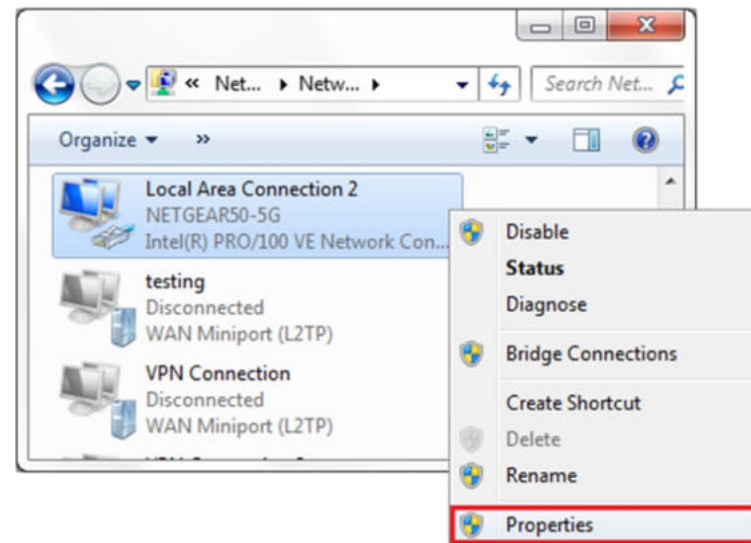 « Net... ▸ Netw... ▸
Search Net...
Organize
»
Local Area Connection 2
NETGEAR50-5G
Intel(R) PRO/100 VE Network Con...
testing
Disconnected
WAN Miniport (L2TP)
VPN Connection
Disconnected
WAN Miniport (L2TP)
Disable
Status
Diagnose
Bridge Connections
Create Shortcut
Delete
Rename
Properties